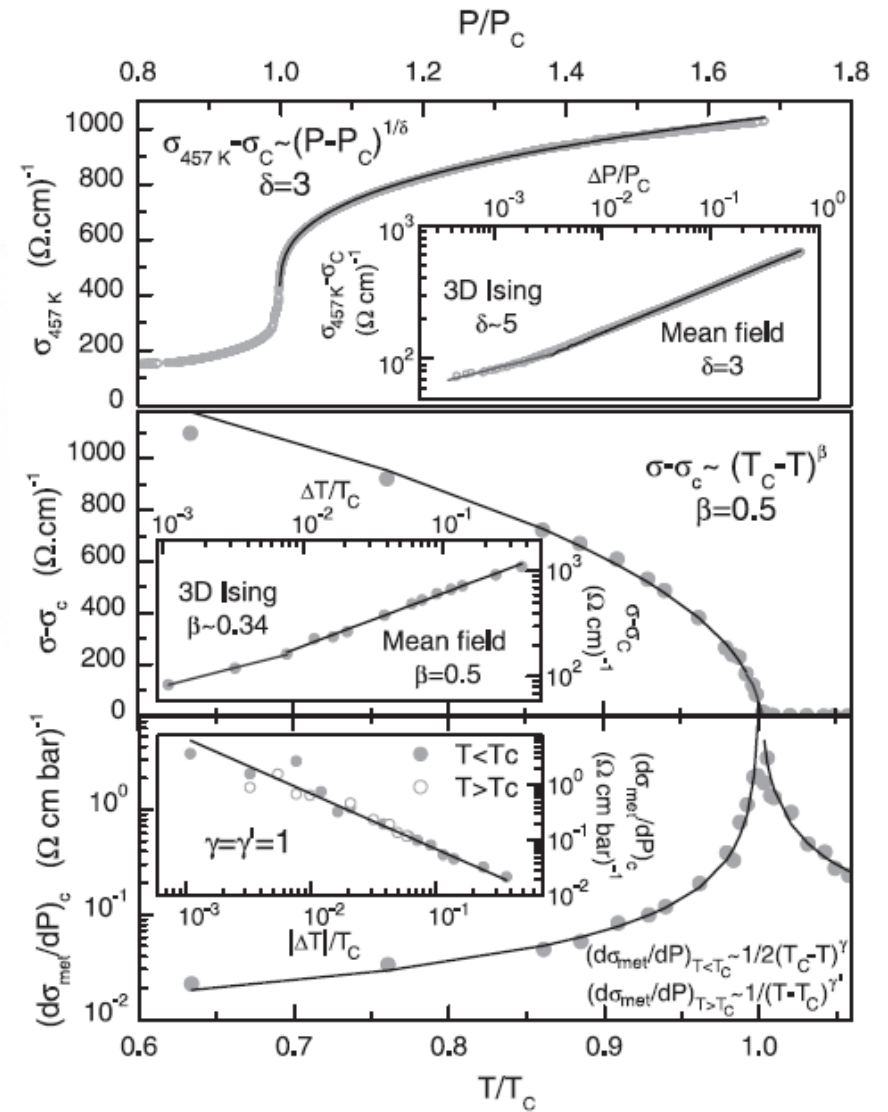 P/P_C
0.8 1.0 1.2 1.4 1.6 1.8
σ_457 K (Ω.cm)^-1
1000
800
600
400
200
0
σ_457 K-σ_C~(P-P_C)^1/δ
δ=3
ΔP/P_C
10^-3 10^-2 10^-1 10^0
σ_457 K-σ_C
(Ω cm)^-1
10^3
10^2
3D Ising
δ~5
Mean field
δ=3
σ-σ_c (Ω.cm)^-1
1000
800
600
400
200
0
σ-σ_c~ (T_C-T)^β
β=0.5
ΔT/T_C
10^-3 10^-2 10^-1
3D Ising
β~0.34
Mean field
β=0.5
10^3
10^2
σ-σ_C
(Ω cm)^-1
(dσ_met/dP)_c (Ω cm bar)^-1
10^0
10^-1
10^-2
T<Tc
T>Tc
γ=γ'=1
10^0
10^-1
10^-2
(dσ_met/dP)_c
(Ω cm bar)^-1
10^-3 10^-2 10^-1
|ΔT|/T_C
(dσ_met/dP)_T<T_C~1/2(T_C-T)^γ
(dσ_met/dP)_T>T_C~1/(T-T_C)^γ'
0.6 0.7 0.8 0.9 1.0
T/T_C